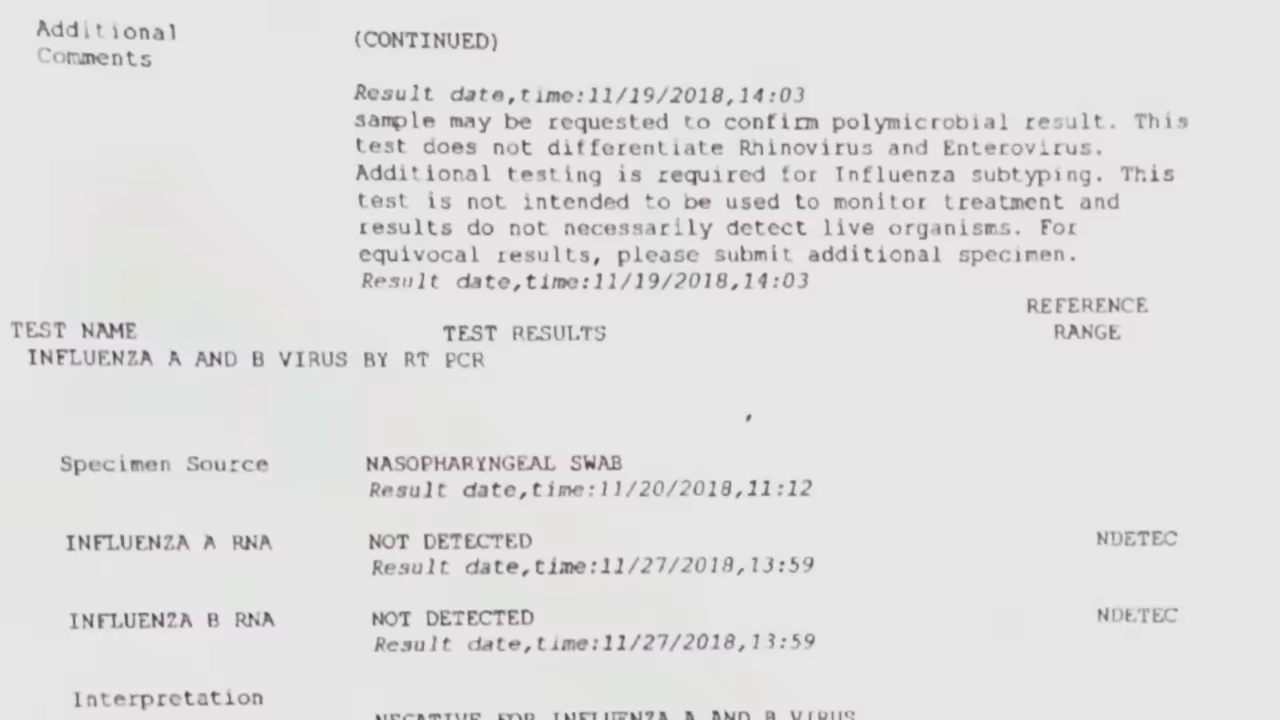 Additional
Comments
(CONTINUED)
Result date,time:11/19/2018,14:03
sample may be requested to confirm polymicrobial result. This
test does not differentiate Rhinovirus and Enterovirus.
Additional testing is required for Influenza subtyping. This
test is not intended to be used to monitor treatment and
results do not necessarily detect live organisms. For
equivocal results, please submit additional specimen.
Result date,time:11/19/2018,14:03
TEST NAME TEST RESULTS REFERENCE
RANGE
INFLUENZA A AND B VIRUS BY RT PCR
Specimen Source NASOPHARYNGEAL SWAB
Result date,time:11/20/2018,11:12
INFLUENZA A RNA NOT DETECTED NDETEC
Result date,time:11/27/2018,13:59
INFLUENZA B RNA NOT DETECTED NDETEC
Result date,time:11/27/2018,13:59
Interpretation
NEGATIVE FOR INFLUENZA A AND B VIRUS